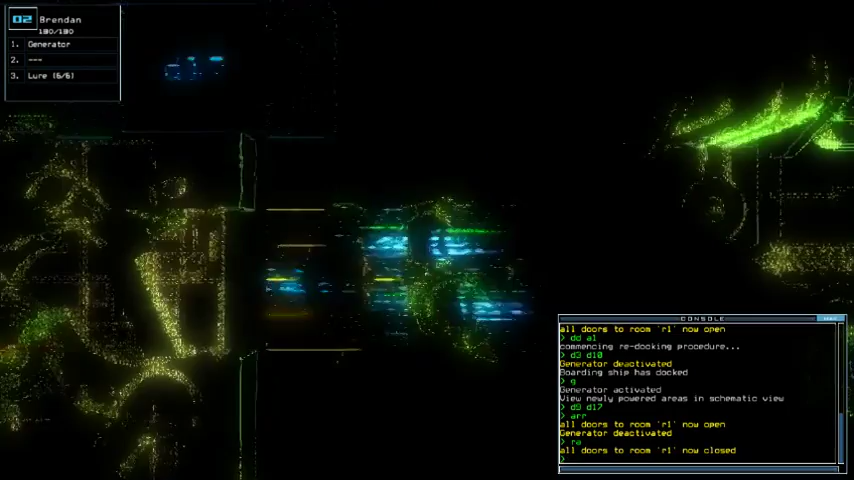 02 Brendan
180/180
1. Generator
2. ---
3. Lure (6/6)
CONSOLE
all doors to room 'r1' now open
> dd a1
commencing re-docking procedure...
> d3 d10
Generator deactivated
Boarding ship has docked
> g
Generator activated
View newly powered areas in schematic view
> d9 d17
> arr
all doors to room 'r1' now open
Generator deactivated
> ra
all doors to room 'r1' now closed
>